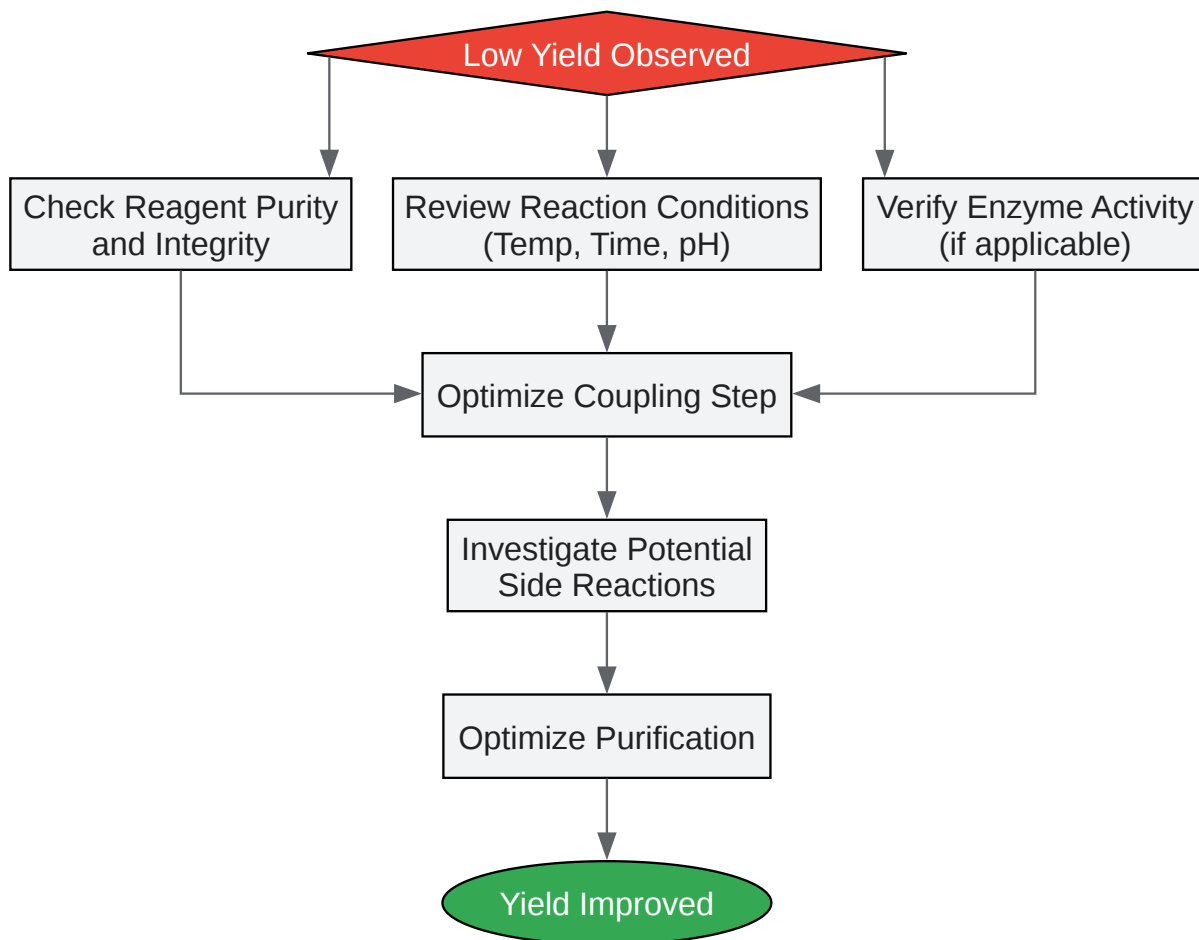 Low Yield Observed
Check Reagent Purity
and Integrity
Review Reaction Conditions
(Temp, Time, pH)
Verify Enzyme Activity
(if applicable)
Optimize Coupling Step
Investigate Potential
Side Reactions
Optimize Purification
Yield Improved